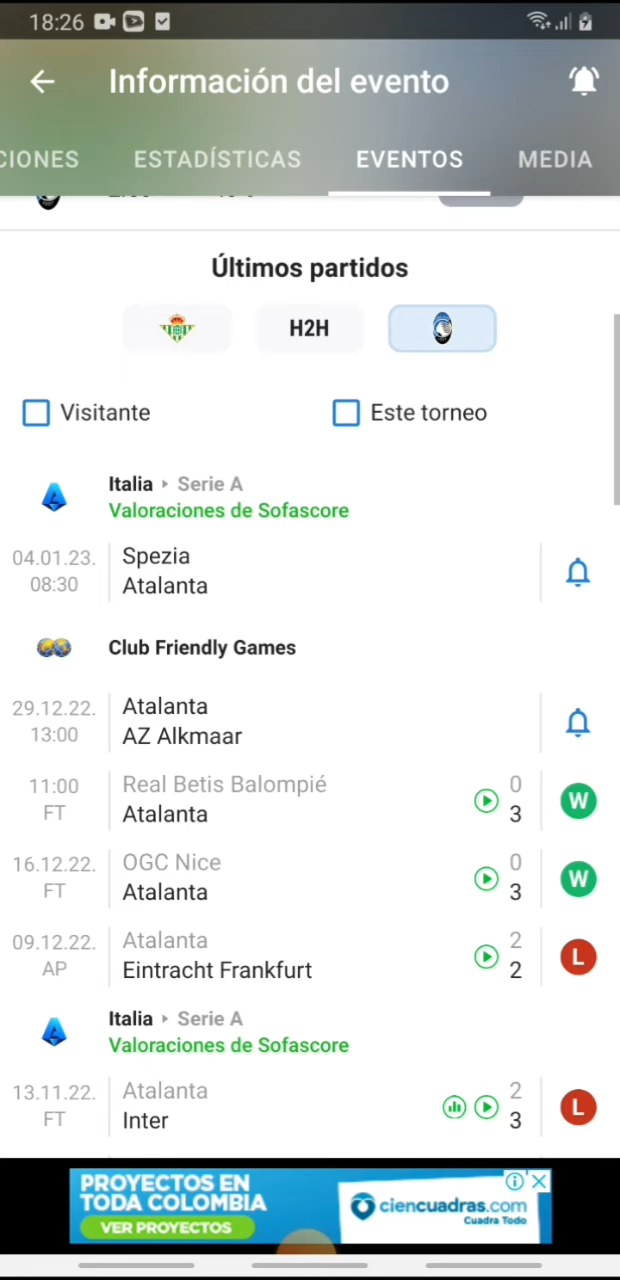 18:26
Información del evento
CIONES ESTADÍSTICAS EVENTOS MEDIA
Últimos partidos
H2H
Visitante Este torneo
Italia Serie A
Valoraciones de Sofascore
04.01.23. Spezia
08:30 Atalanta
Club Friendly Games
29.12.22. Atalanta
13:00 AZ Alkmaar
11:00 Real Betis Balompié 0
FT Atalanta 3 W
16.12.22. OGC Nice 0
FT Atalanta 3 W
09.12.22. Atalanta 2
AP Eintracht Frankfurt 2 L
Italia Serie A
Valoraciones de Sofascore
13.11.22. Atalanta 2
FT Inter 3 L
PROYECTOS EN
TODA COLOMBIA
VER PROYECTOS
ciencuadras.com
Cuadra Todo